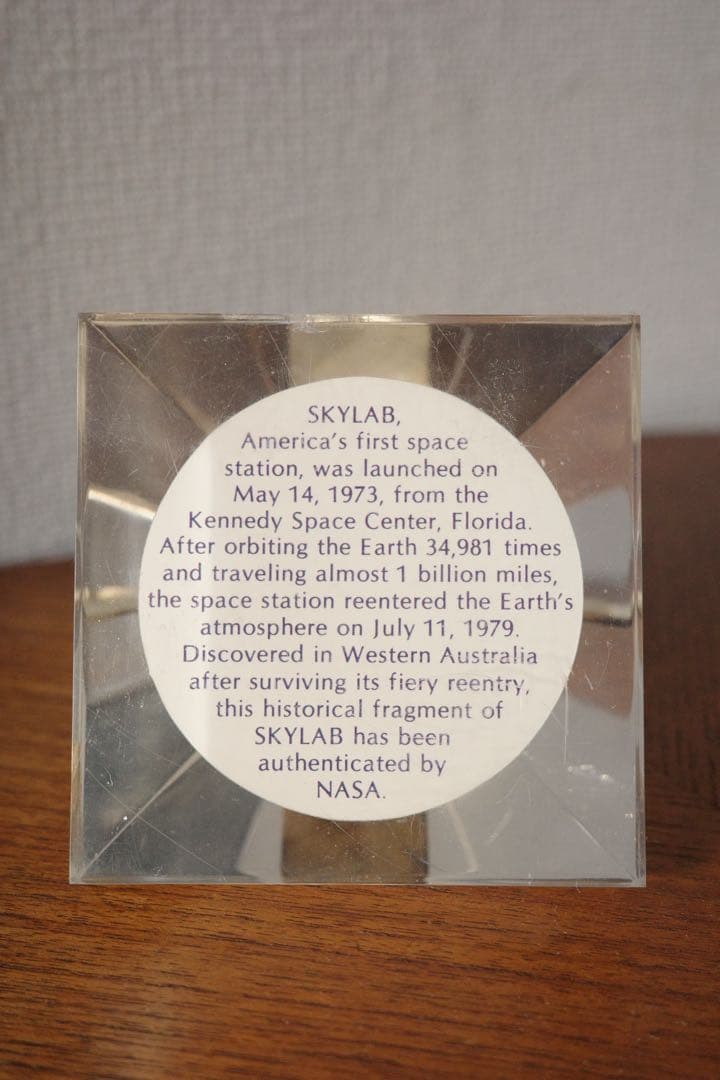 SKYLAB,
America's first space
station, was launched on
May 14, 1973, from the
Kennedy Space Center, Florida.
After orbiting the Earth 34,981 times
and traveling almost 1 billion miles,
the space station reentered the Earth's
atmosphere on July 11, 1979.
Discovered in Western Australia
after surviving its fiery reentry,
this historical fragment of
SKYLAB has been
authenticated by
NASA.